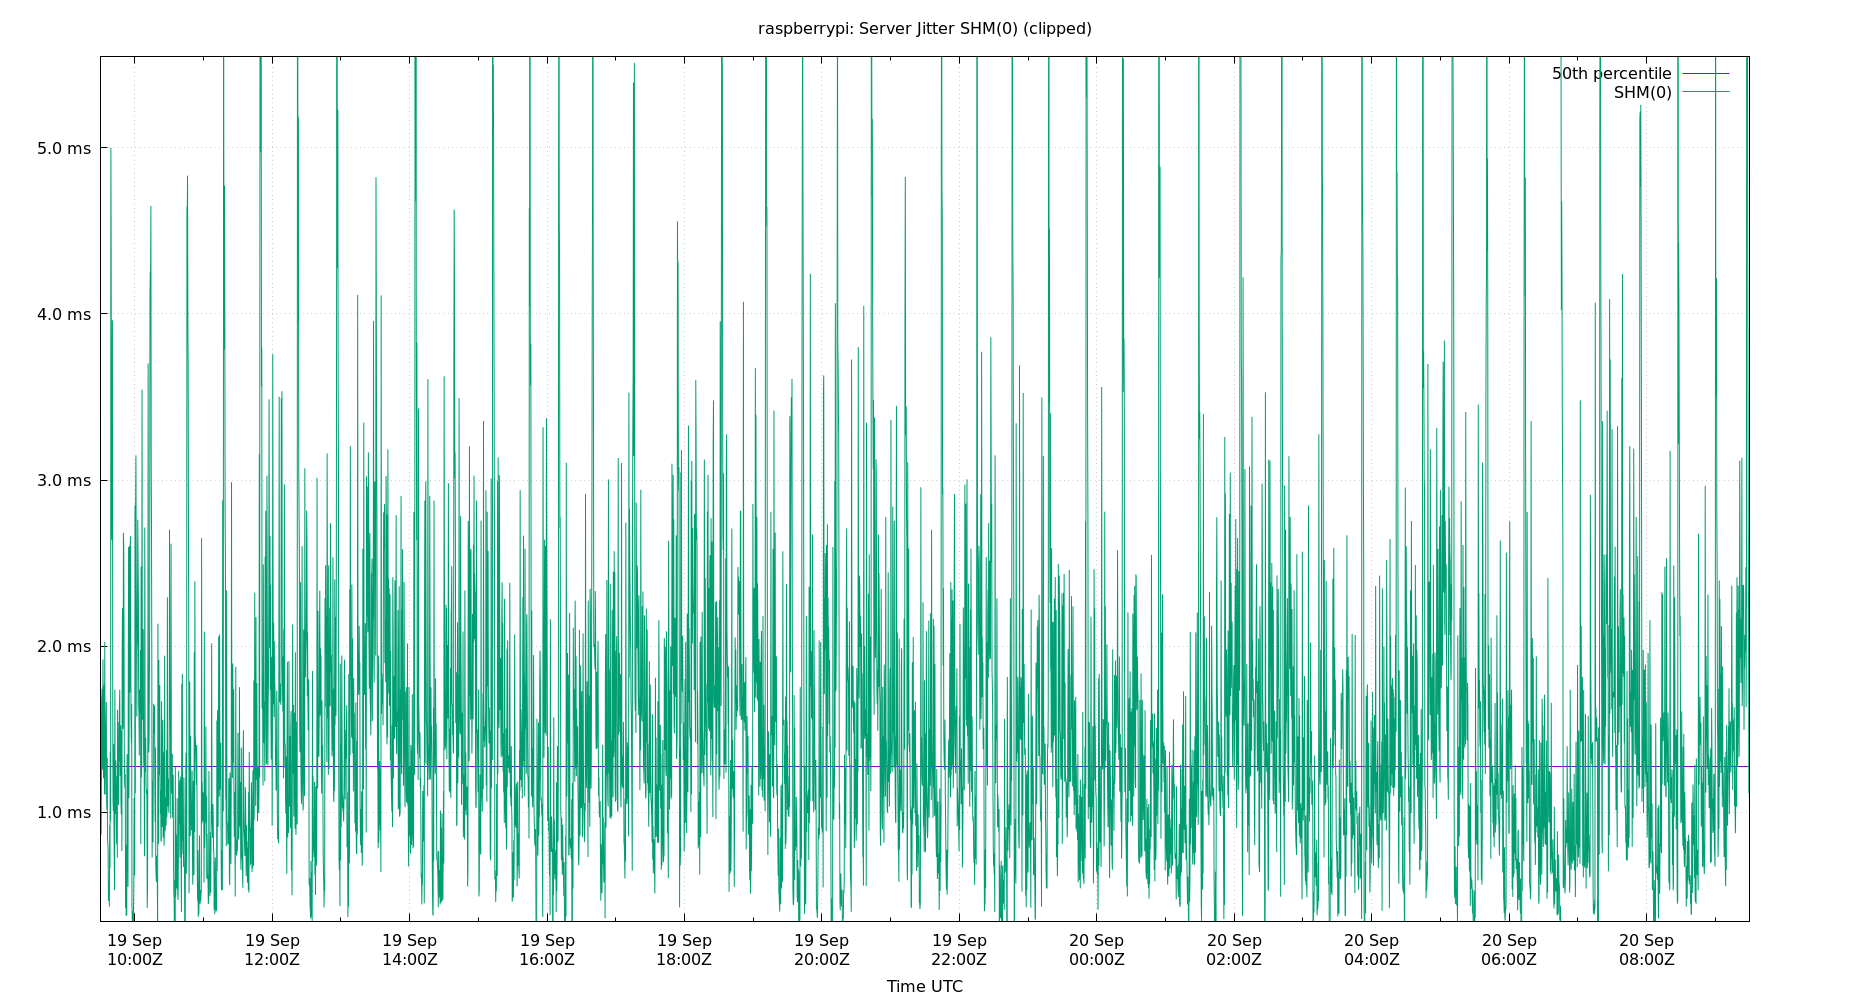 raspberrypi: Server Jitter SHM(0) (clipped)
50th percentile
SHM(0)
5.0 ms
4.0 ms
3.0 ms
2.0 ms
1.0 ms
19 Sep 19 Sep 19 Sep 19 Sep 19 Sep 19 Sep 19 Sep 20 Sep 20 Sep 20 Sep 20 Sep 20 Sep
10:00Z 12:00Z 14:00Z 16:00Z 18:00Z 20:00Z 22:00Z 00:00Z 02:00Z 04:00Z 06:00Z 08:00Z
Time UTC